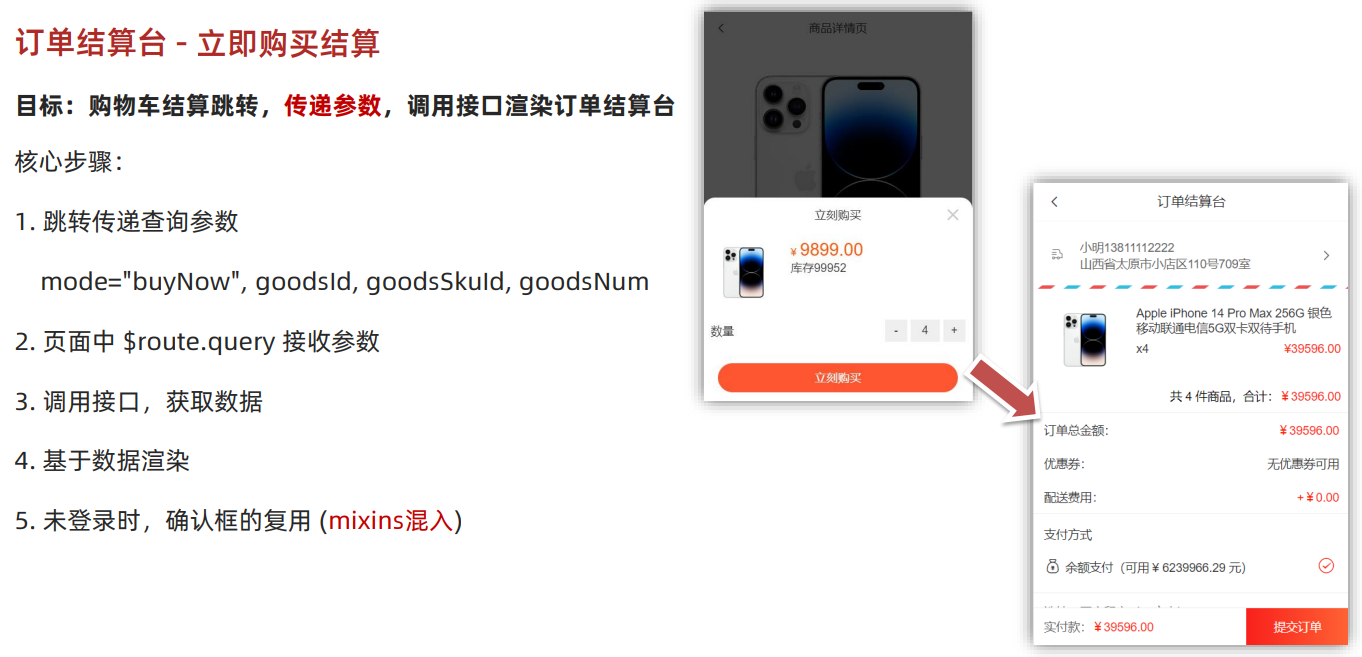 订单结算台 - 立即购买结算
目标：购物车结算跳转，传递参数，调用接口渲染订单结算台
核心步骤：
1. 跳转传递查询参数
mode="buyNow", goodsId, goodsSkuId, goodsNum
2. 页面中 $route.query 接收参数
3. 调用接口，获取数据
4. 基于数据渲染
5. 未登录时，确认框的复用 (mixins混入)
商品详情页
立刻购买
¥ 9899.00
库存99952
数量
- 4 +
立刻购买
订单结算台
小明13811112222
山西省太原市小店区110号709室
Apple iPhone 14 Pro Max 256G 银色
移动联通电信5G双卡双待手机
x4 ¥39596.00
共 4 件商品，合计： ¥39596.00
订单总金额: ¥39596.00
优惠券: 无优惠券可用
配送费用: +¥0.00
支付方式
余额支付（可用 ¥ 6239966.29 元）
实付款: ¥39596.00
提交订单